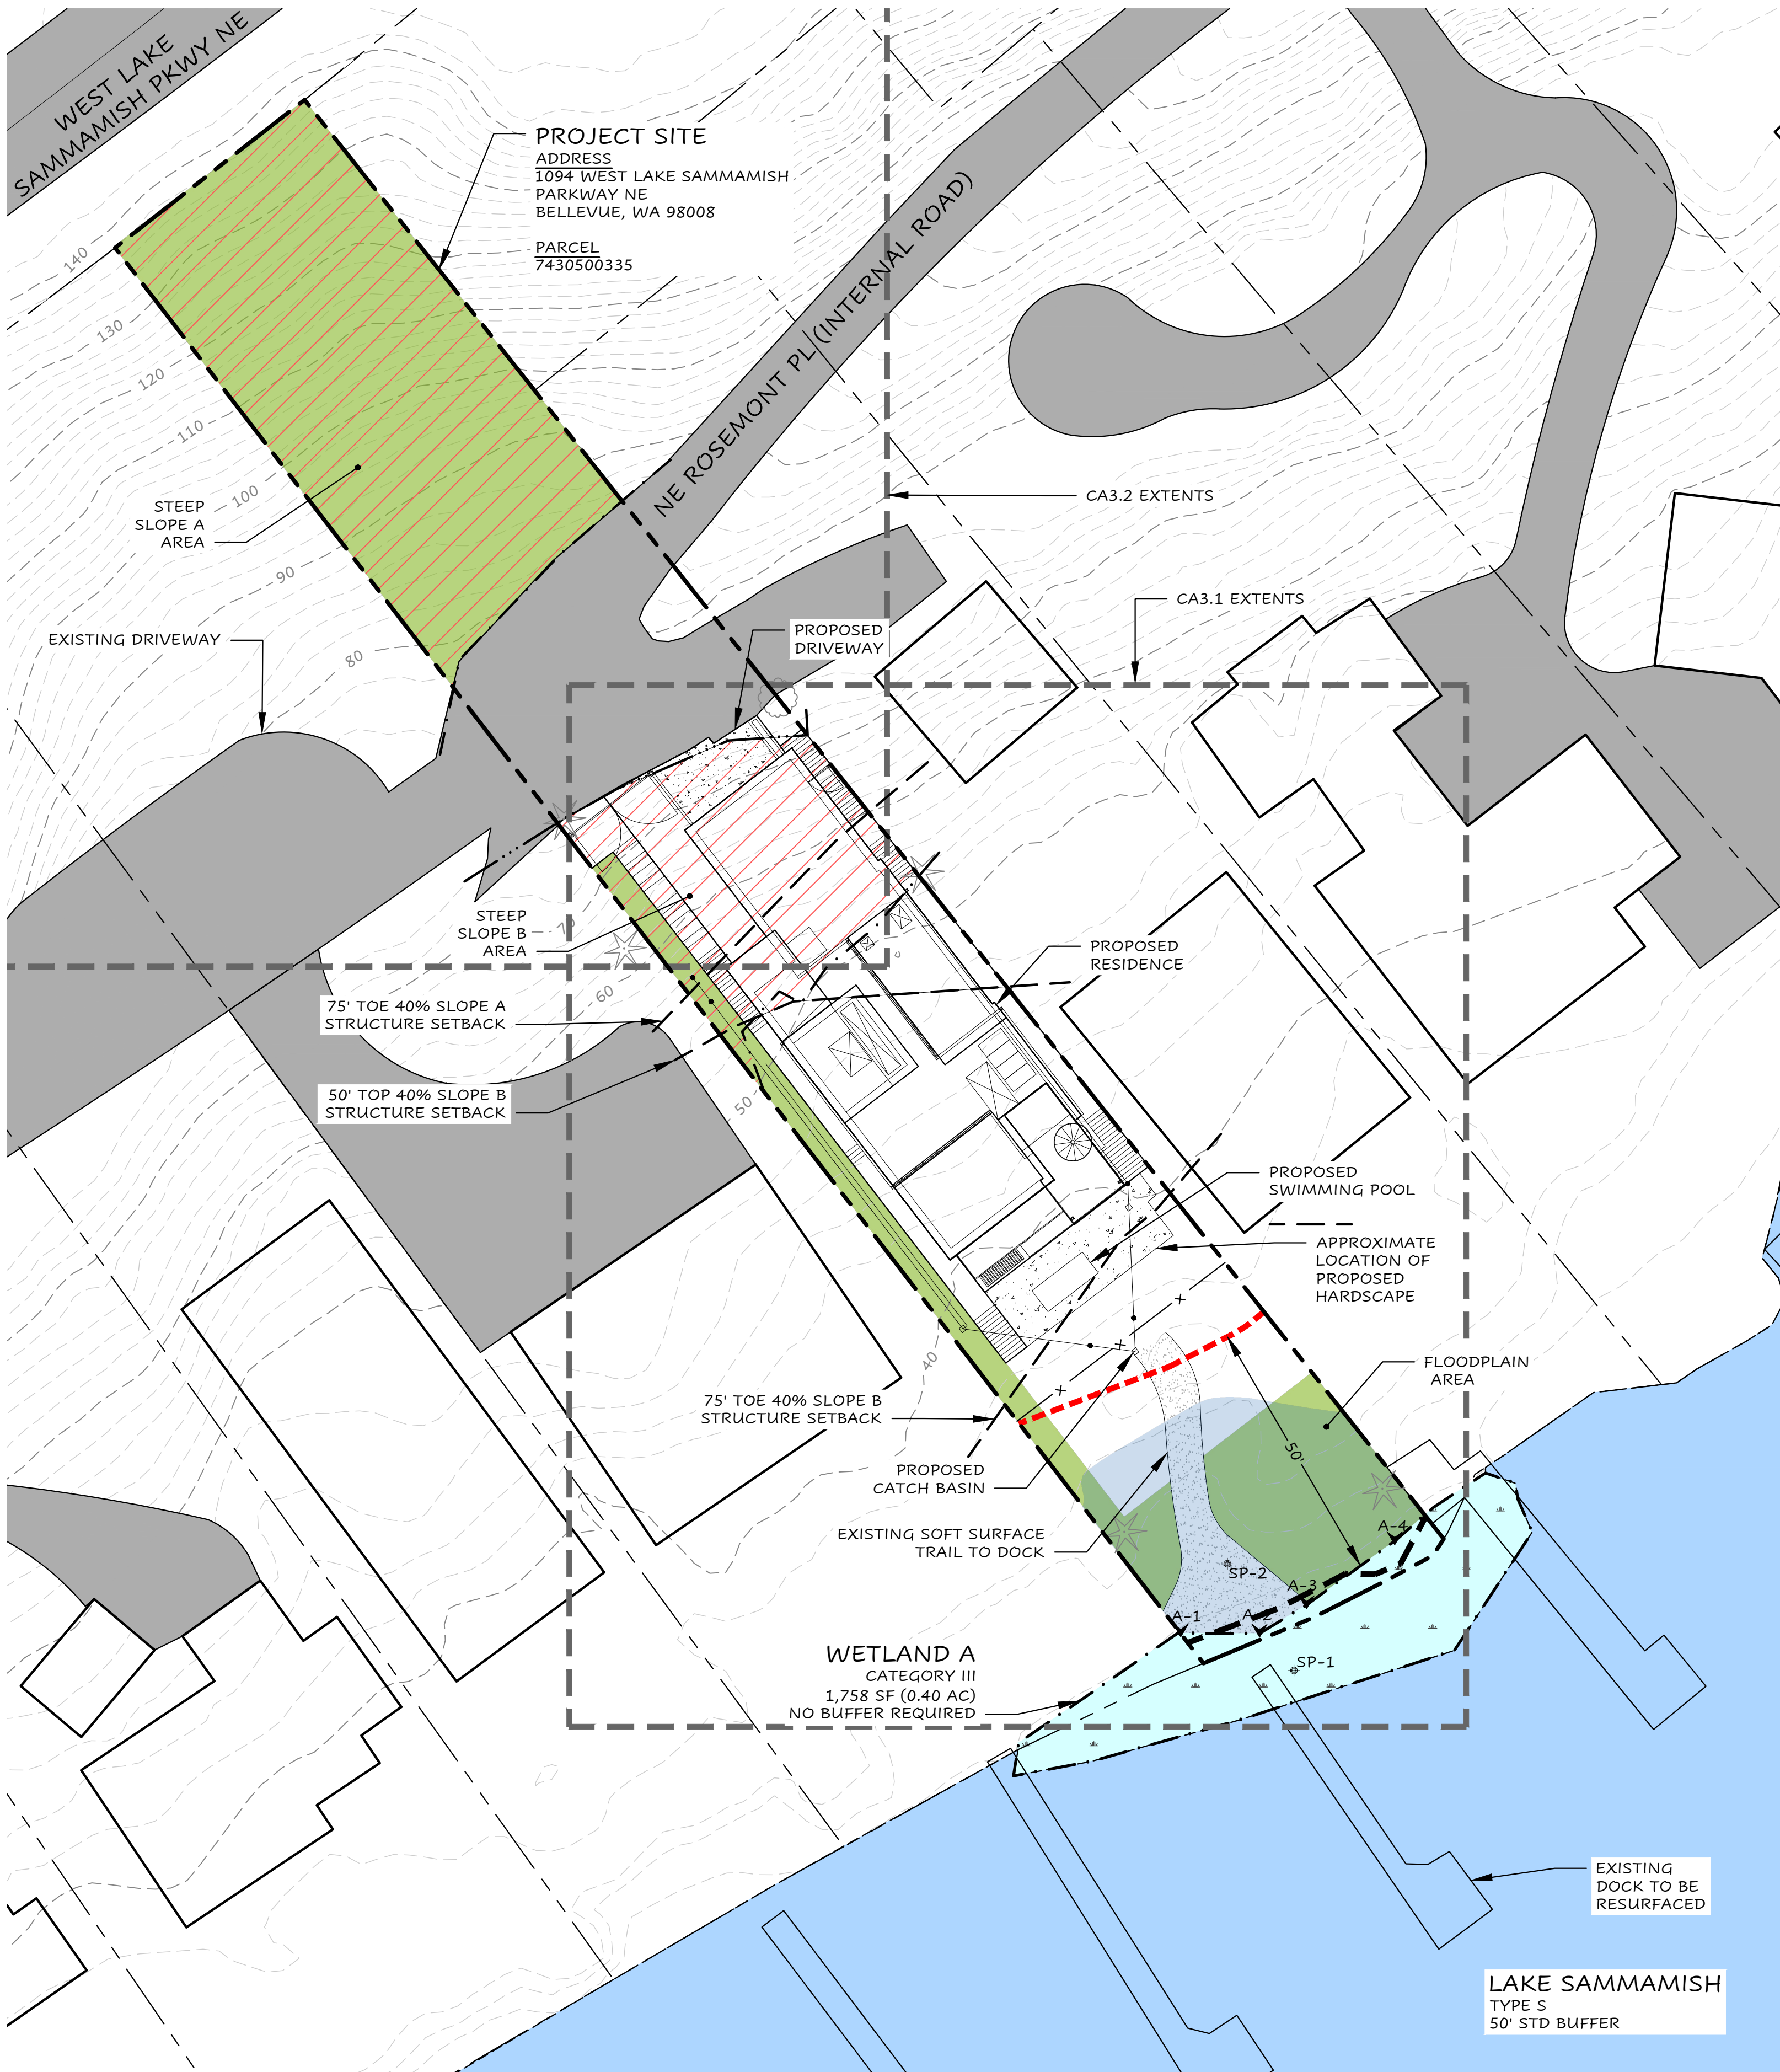 WEST LAKE
SAMMAMISH PKWY NE
PROJECT SITE
ADDRESS
1094 WEST LAKE SAMMAMISH
PARKWAY NE
BELLEVUE, WA 98008
PARCEL
7430500335
NE ROSEMONT PL (INTERNAL ROAD)
140
130
120
110
100
90
80
70
60
50
40
STEEP
SLOPE A
AREA
CA3.2 EXTENTS
CA3.1 EXTENTS
EXISTING DRIVEWAY
PROPOSED
DRIVEWAY
STEEP
SLOPE B
AREA
PROPOSED
RESIDENCE
75' TOE 40% SLOPE A
STRUCTURE SETBACK
50' TOP 40% SLOPE B
STRUCTURE SETBACK
PROPOSED
SWIMMING POOL
APPROXIMATE
LOCATION OF
PROPOSED
HARDSCAPE
X
X
X
FLOODPLAIN
AREA
75' TOE 40% SLOPE B
STRUCTURE SETBACK
50'
PROPOSED
CATCH BASIN
EXISTING SOFT SURFACE
TRAIL TO DOCK
A-4
SP-2
A-3
A-1
A-2
WETLAND A
CATEGORY III
1,758 SF (0.40 AC)
NO BUFFER REQUIRED
SP-1
EXISTING
DOCK TO BE
RESURFACED
LAKE SAMMAMISH
TYPE S
50' STD BUFFER